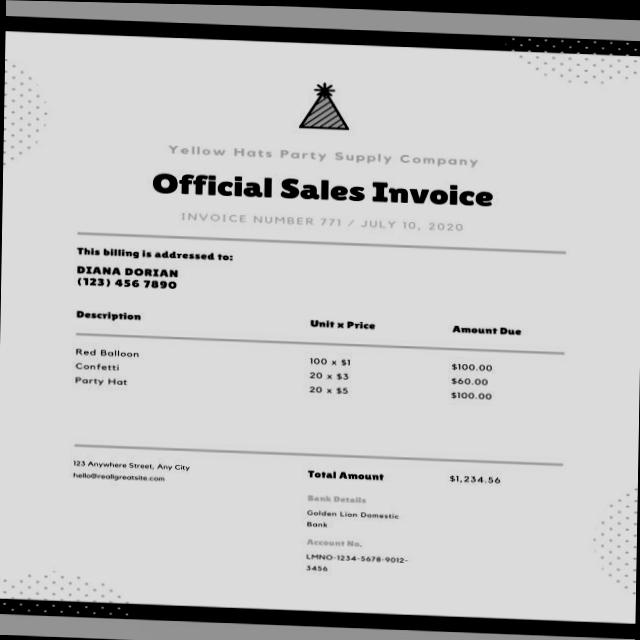 Yellow Hats Party Supply Company
Official Sales Invoice
INVOICE NUMBER 771 / JULY 10, 2020
This billing is addressed to:
DIANA DORIAN
(123) 456 7890
Description Unit x Price Amount Due
Red Balloon 100 x $1 $100.00
Confetti 20 x $3 $60.00
Party Hat 20 x $5 $100.00
123 Anywhere Street, Any City
hello@reallgreatsite.com
Total Amount $1,234.56
Bank Details
Golden Lion Domestic
Bank
Account No.
LMNO-1234-5678-9012-
3456